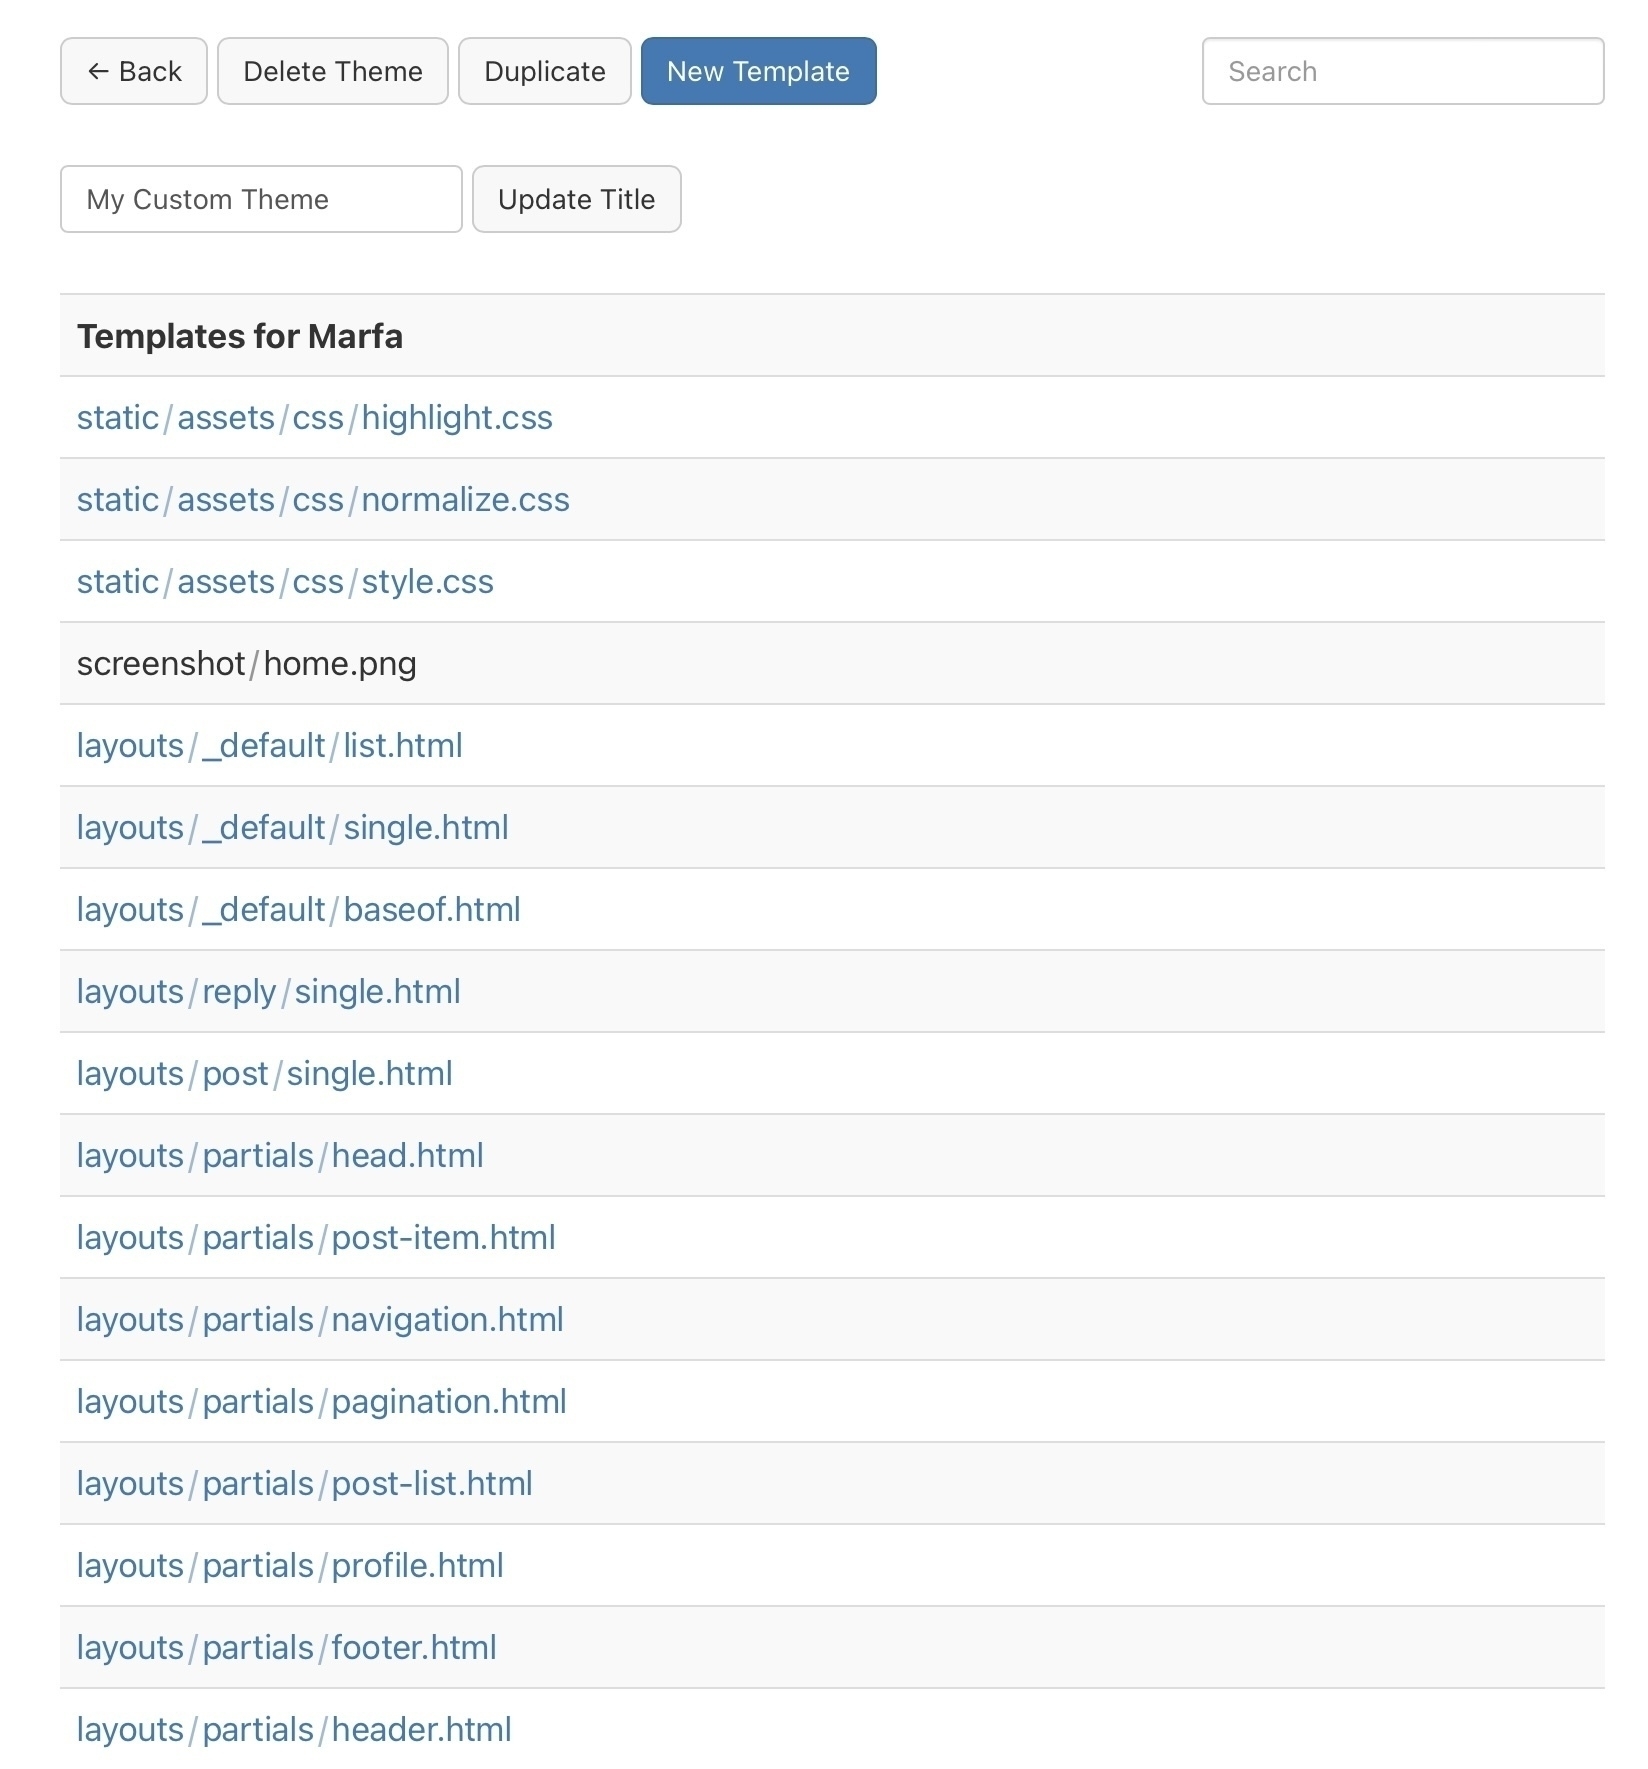 ← Back Delete Theme Duplicate New Template Search
My Custom Theme Update Title
Templates for Marfa
static/assets/css/highlight.css
static/assets/css/normalize.css
static/assets/css/style.css
screenshot/home.png
layouts/_default/list.html
layouts/_default/single.html
layouts/_default/baseof.html
layouts/reply/single.html
layouts/post/single.html
layouts/partials/head.html
layouts/partials/post-item.html
layouts/partials/navigation.html
layouts/partials/pagination.html
layouts/partials/post-list.html
layouts/partials/profile.html
layouts/partials/footer.html
layouts/partials/header.html